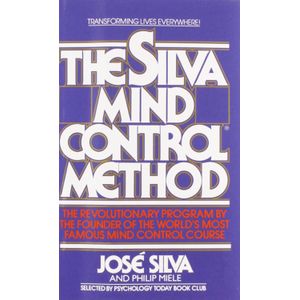 TRANSFORMING LIVES EVERYWHERE!
THE SILVA
MIND
CONTROL®
METHOD
THE REVOLUTIONARY PROGRAM BY
THE FOUNDER OF THE WORLD'S MOST
FAMOUS MIND CONTROL COURSE
JOSÉ SILVA
AND PHILIP MIELE
SELECTED BY PSYCHOLOGY TODAY BOOK CLUB